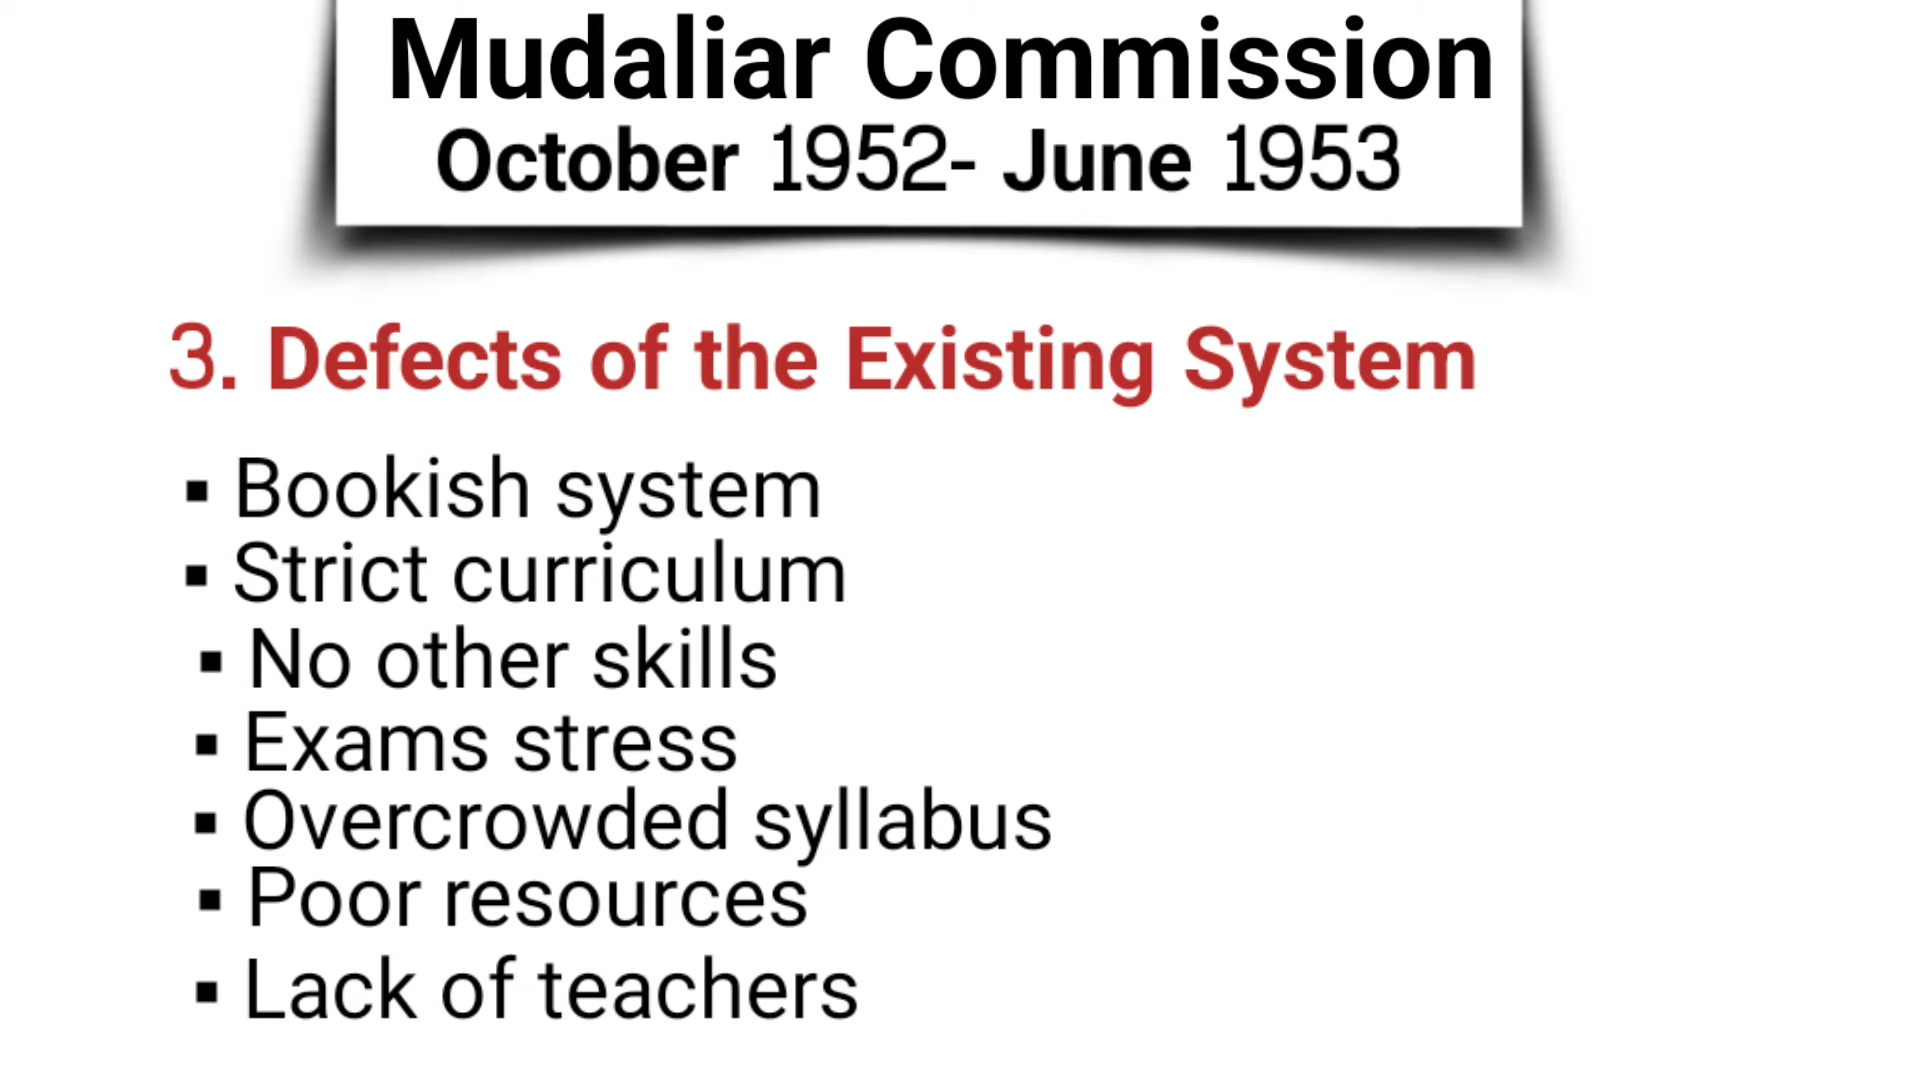 Mudaliar Commission
October 1952- June 1953
3. Defects of the Existing System
▪ Bookish system
▪ Strict curriculum
▪ No other skills
▪ Exams stress
▪ Overcrowded syllabus
▪ Poor resources
▪ Lack of teachers